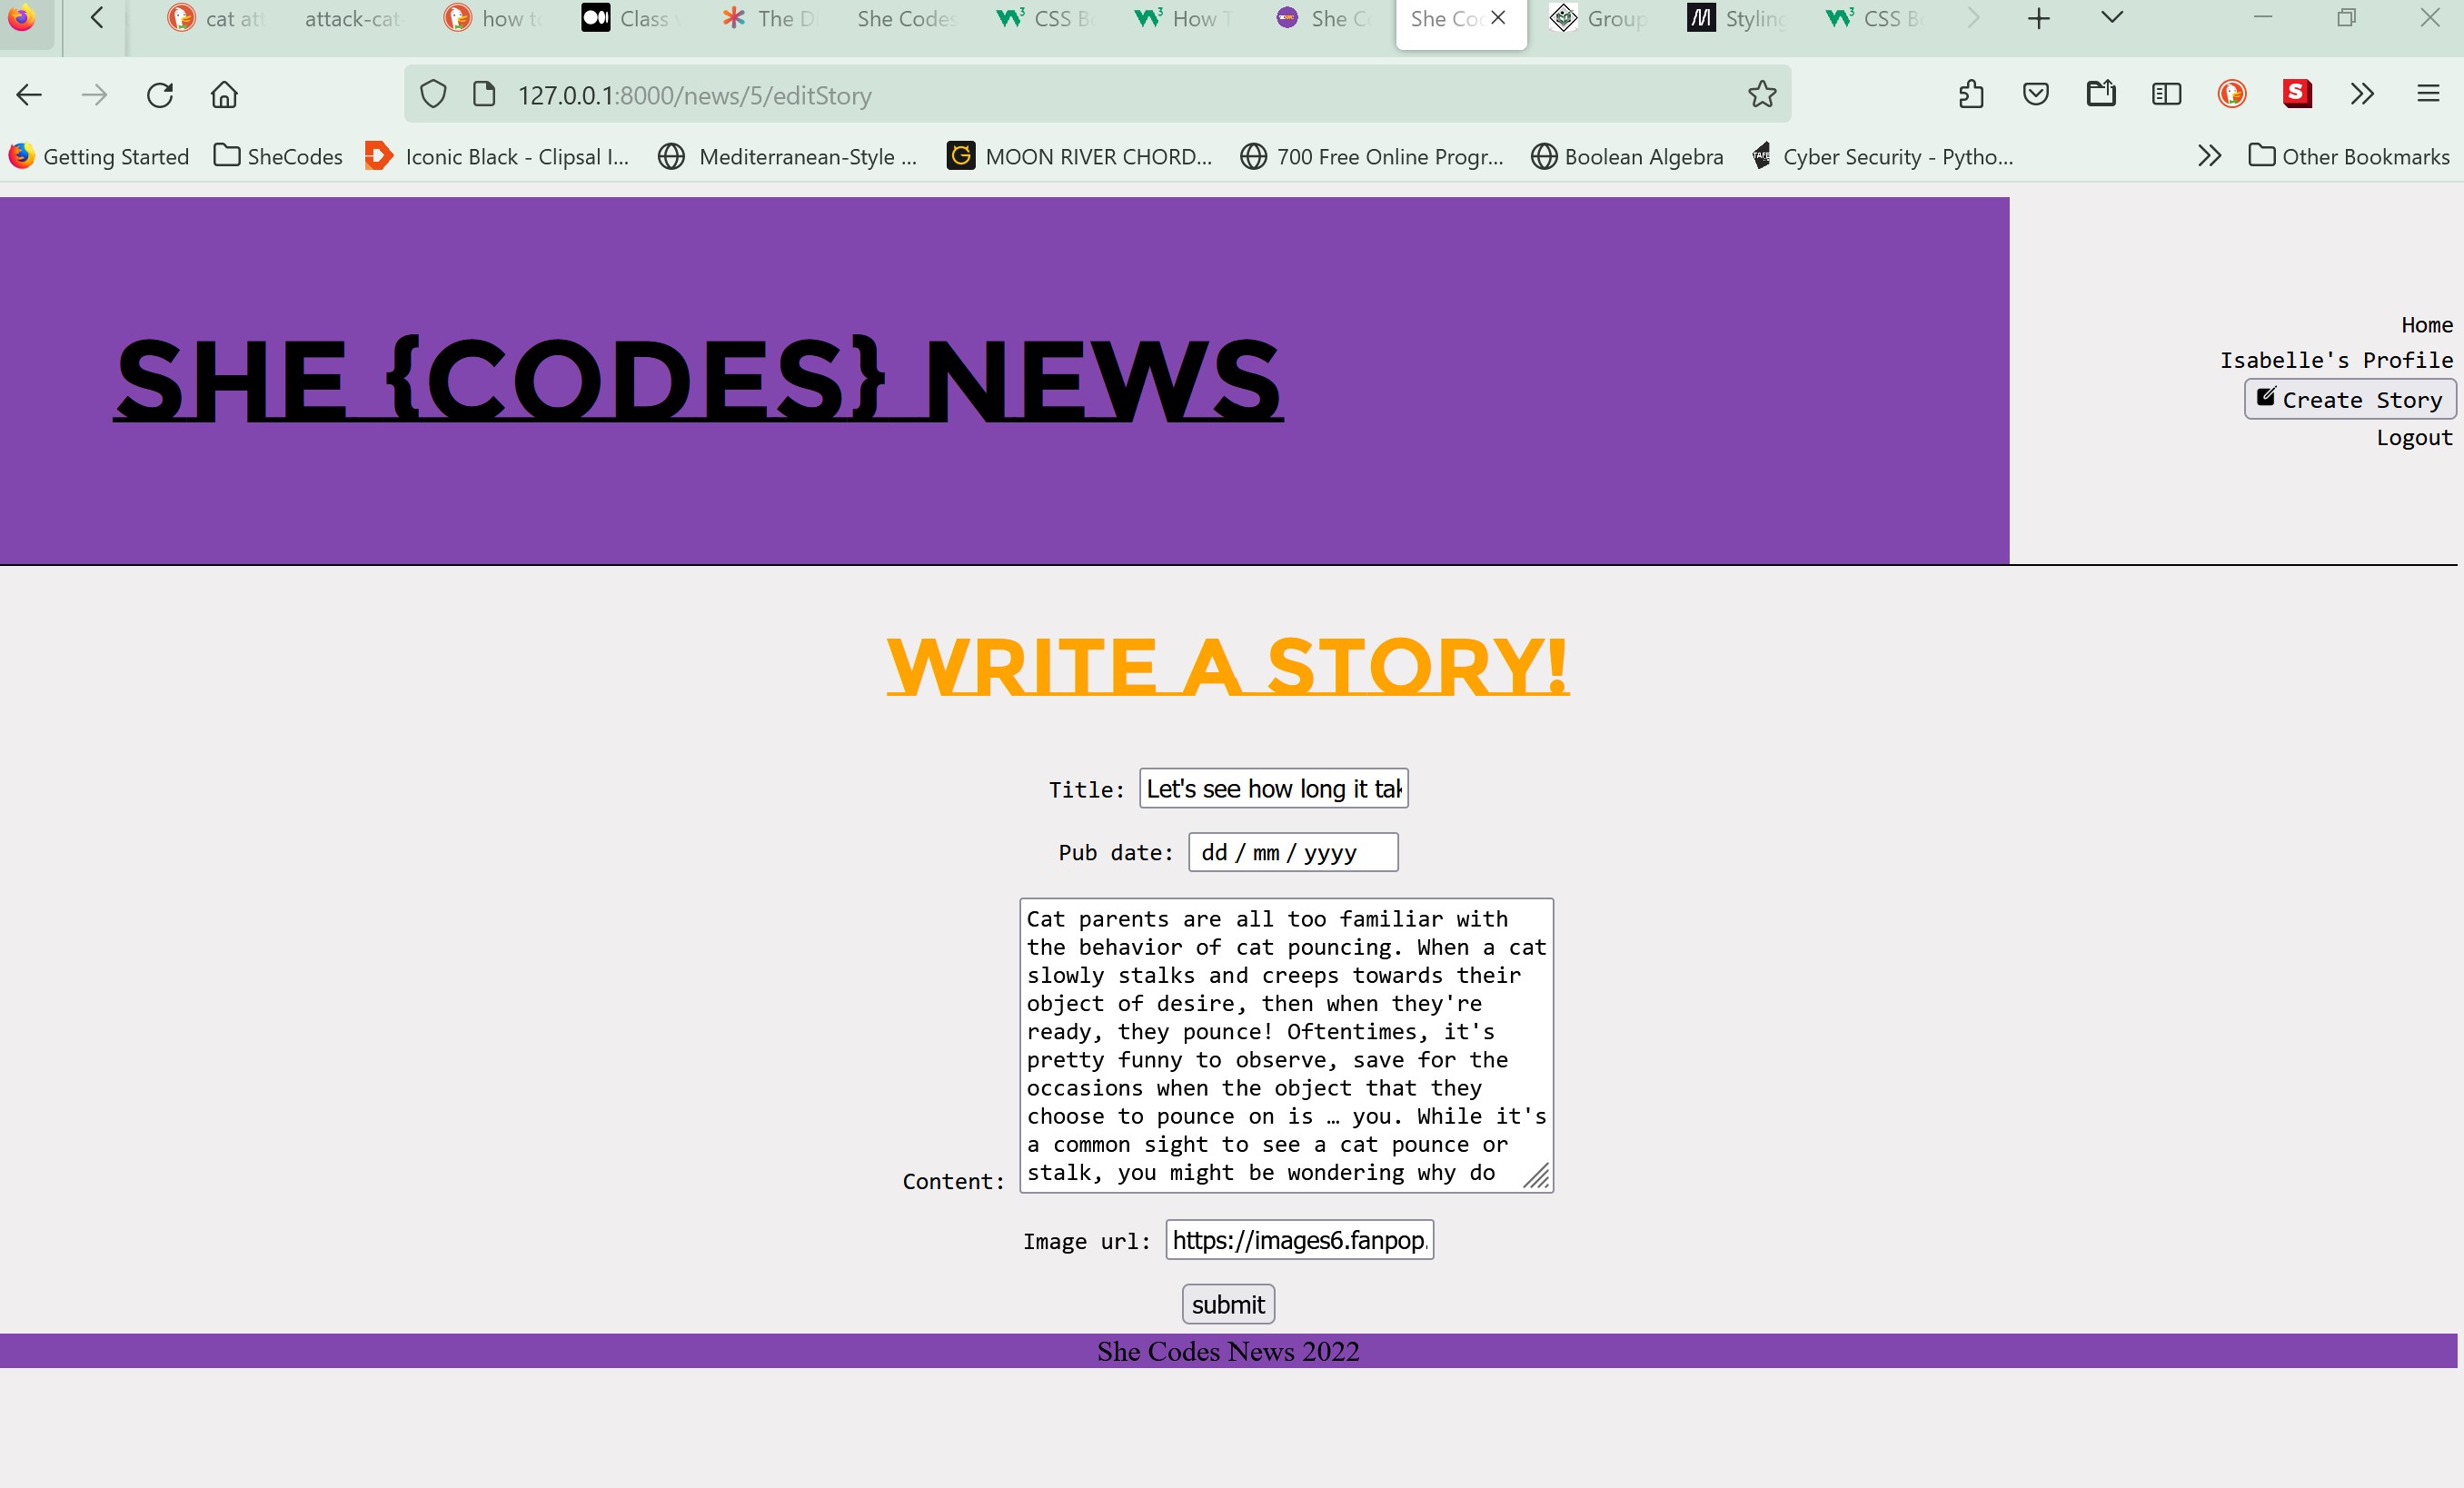 cat att
attack-cat
how to
Class
The D
She Codes
CSS B
How T
She C
She Coc
Group
Styling
CSS B
127.0.0.1:8000/news/5/editStory
S
Getting Started
SheCodes
Iconic Black - Clipsal I...
Mediterranean-Style ...
MOON RIVER CHORD...
700 Free Online Progr...
Boolean Algebra
Cyber Security - Pytho...
Other Bookmarks
SHE {CODES} NEWS
Home
Isabelle's Profile
Create Story
Logout
WRITE A STORY!
Title: Let's see how long it tak
Pub date: dd / mm / yyyy
Cat parents are all too familiar with
the behavior of cat pouncing. When a cat
slowly stalks and creeps towards their
object of desire, then when they're
ready, they pounce! Oftentimes, it's
pretty funny to observe, save for the
occasions when the object that they
choose to pounce on is … you. While it's
a common sight to see a cat pounce or
stalk, you might be wondering why do
Content:
Image url: https://images6.fanpop.
submit
She Codes News 2022